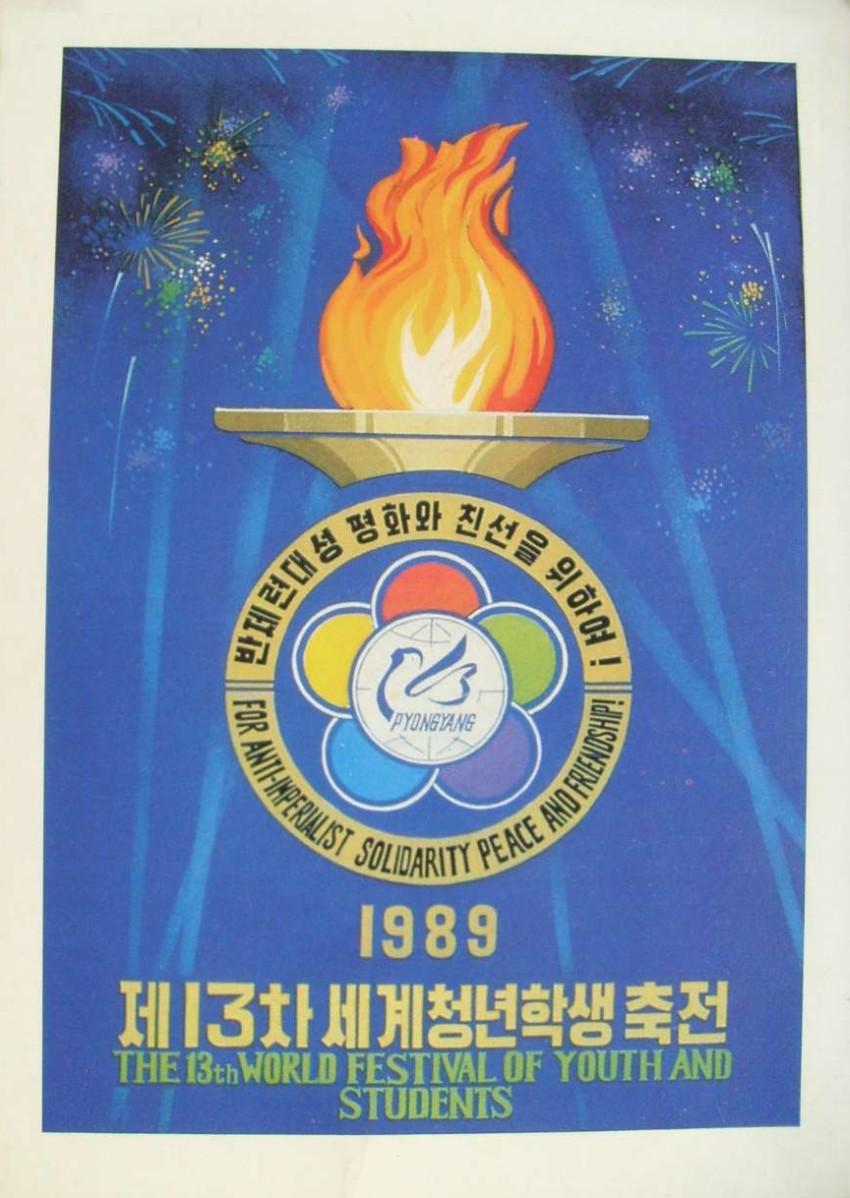 반제련대성 평화와 친선을 위하여!
13
PYONGYANG
FOR ANTI-IMPERIALIST SOLIDARITY PEACE AND FRIENDSHIP!
1989
제13차 세계청년학생축전
THE 13th WORLD FESTIVAL OF YOUTH AND
STUDENTS